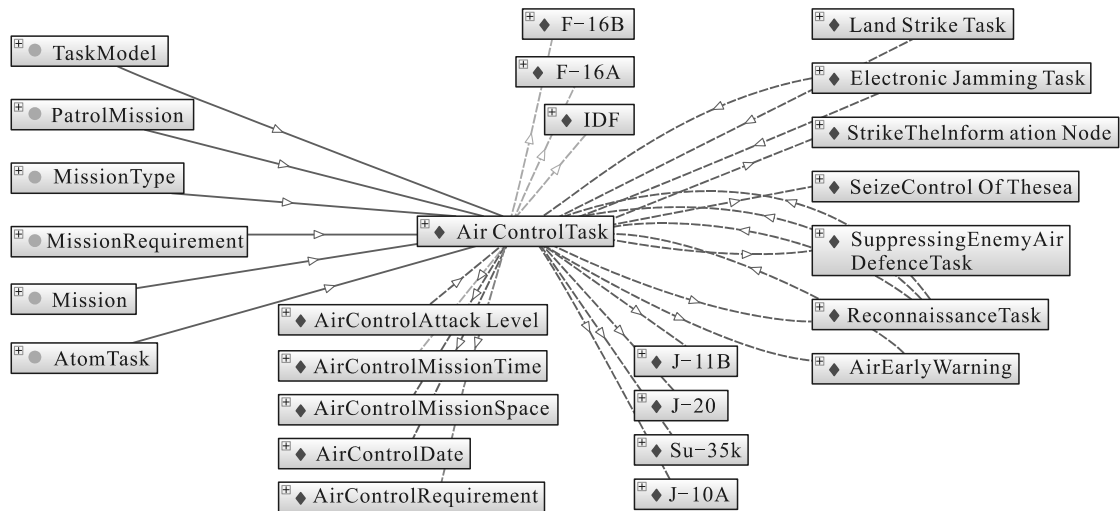 TaskModel
PatrolMission
MissionType
MissionRequirement
Mission
AtomTask
F-16B
F-16A
IDF
Air ControlTask
AirControlAttack Level
AirControlMissionTime
AirControlMissionSpace
AirControlDate
AirControlRequirement
J-11B
J-20
Su-35k
J-10A
Land Strike Task
Electronic Jamming Task
StrikeTheInform ation Node
SeizeControl Of Thesea
SuppressingEnemyAir
DefenceTask
ReconnaissanceTask
AirEarlyWarning